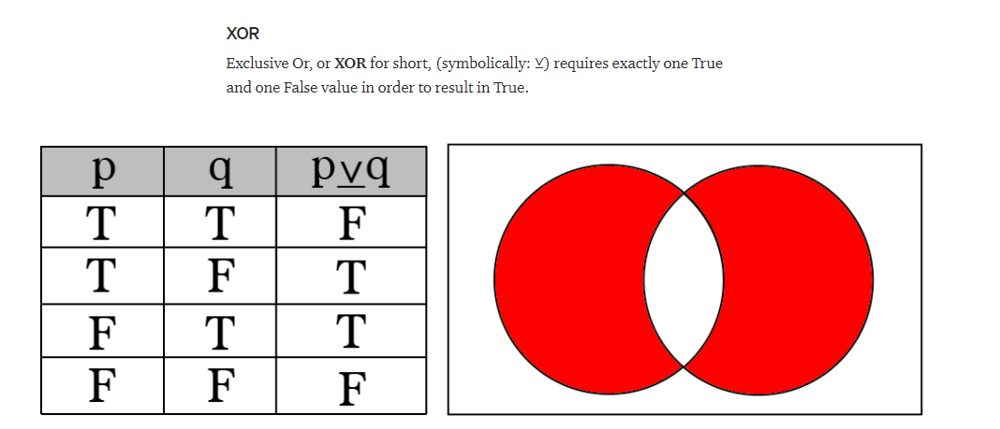 XOR
Exclusive Or, or XOR for short, (symbolically: ⊻) requires exactly one True
and one False value in order to result in True.
p q p⊻q
T T F
T F T
F T T
F F F